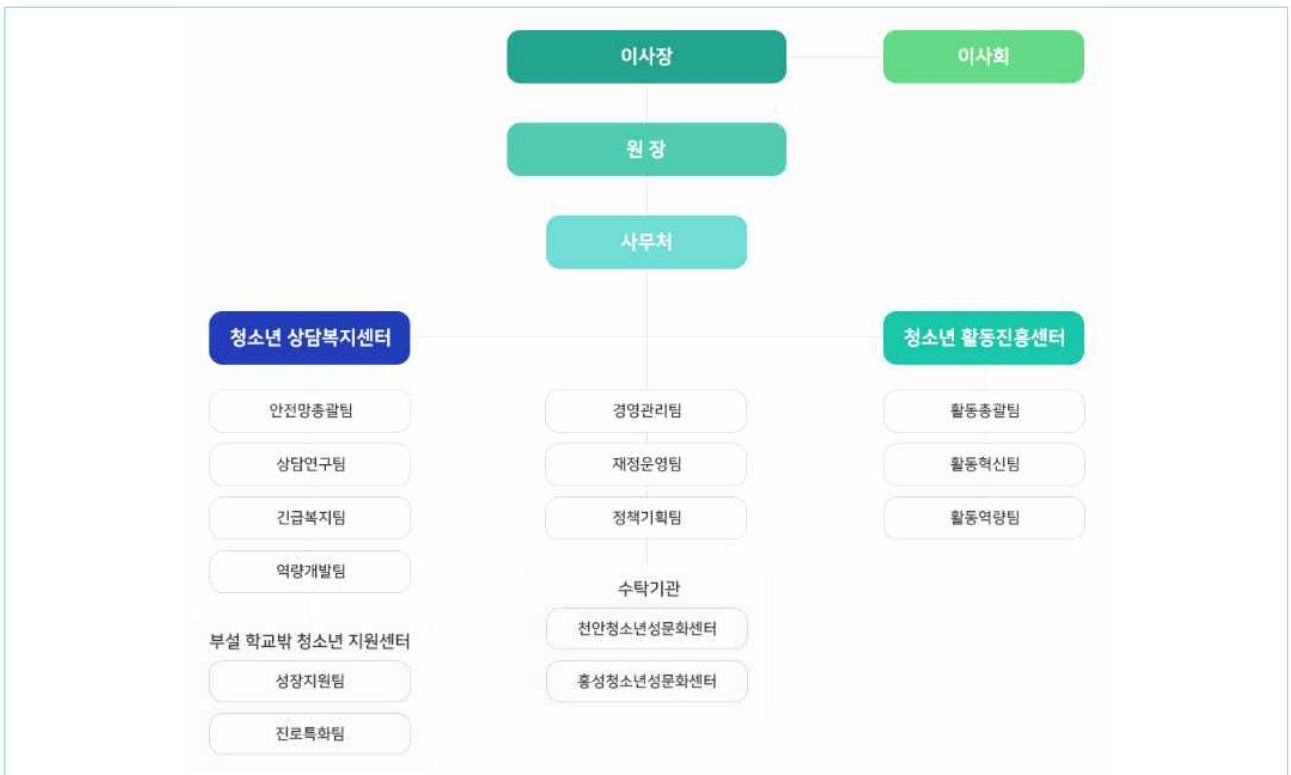 이사장
이사회
원 장
사무처
청소년 상담복지센터
청소년 활동진흥센터
안전망총괄팀
경영관리팀
활동총괄팀
상담연구팀
재정운영팀
활동혁신팀
긴급복지팀
정책기획팀
활동역량팀
역량개발팀
수탁기관
천안청소년성문화센터
홍성청소년성문화센터
부설 학교밖 청소년 지원센터
성장지원팀
진로특화팀